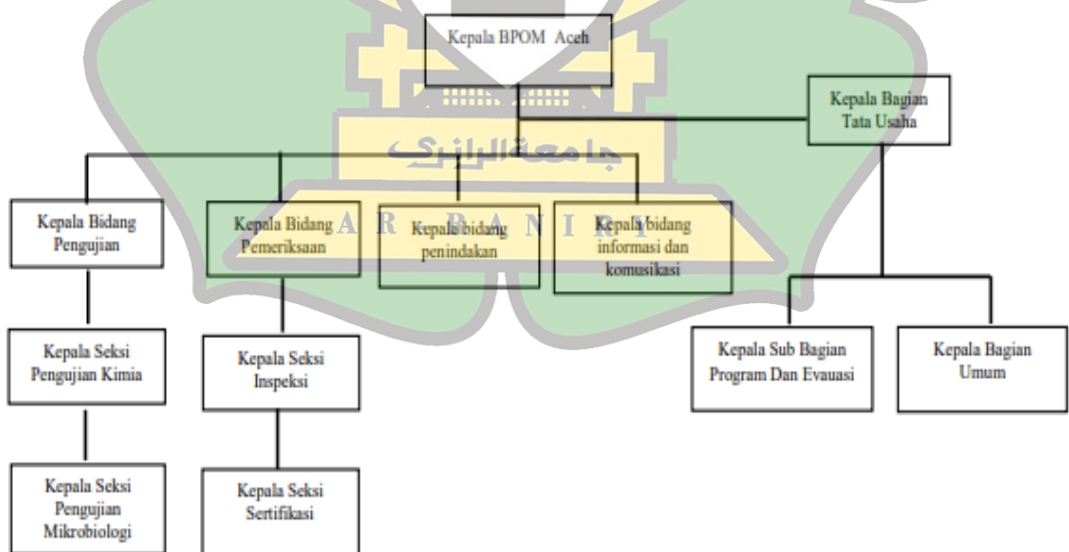 Kepala BPOM Aceh
Kepala Bagian
Tata Usaha
جامعةالرانري
A R - R A N I R Y
Kepala Bidang
Pengujian
Kepala Bidang
Pemeriksaan
Kepala bidang
penindakan
Kepala bidang
informasi dan
komusikasi
Kepala Seksi
Pengujian Kimia
Kepala Seksi
Inspeksi
Kepala Sub Bagian
Program Dan Evauasi
Kepala Bagian
Umum
Kepala Seksi
Pengujian
Mikrobiologi
Kepala Seksi
Sertifikasi